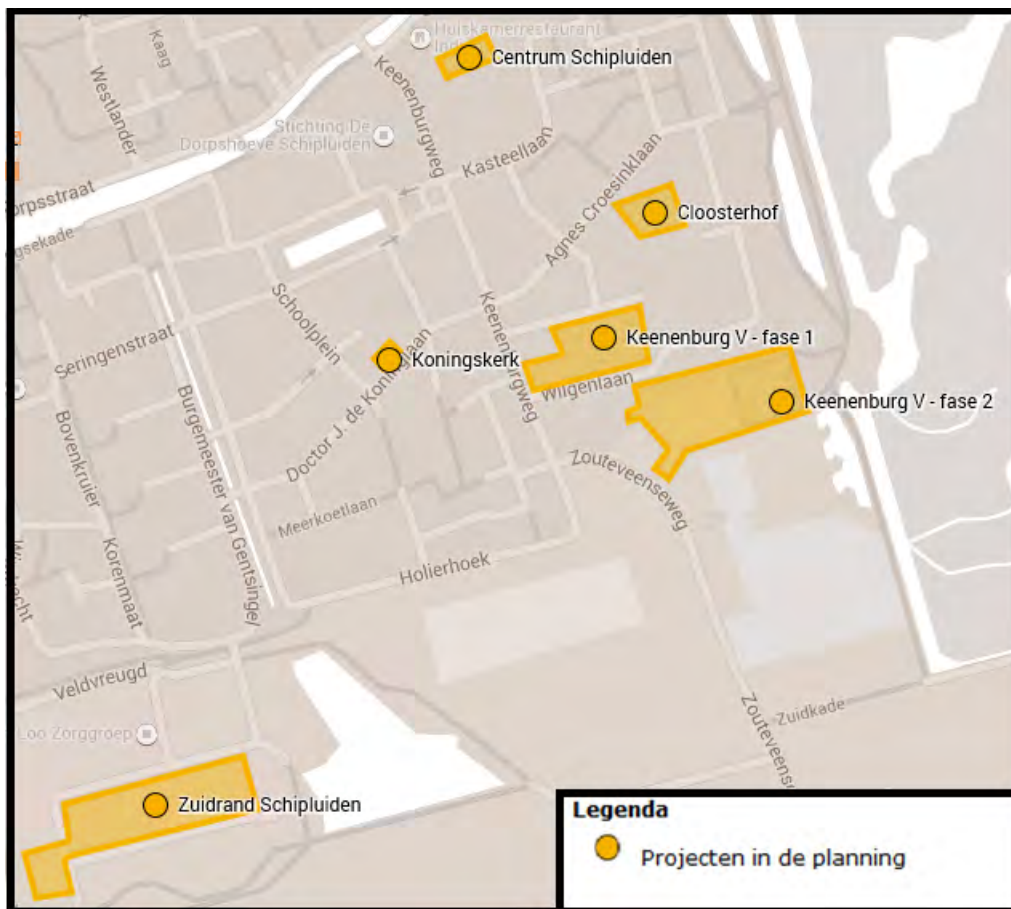 Huiskamerrestaurant
Centrum Schipluiden
Kaag
Westlander
Keenenburgweg
Stichting De
Dorpshoeve Schipluiden
Kasteellaan
Agnes Croesinklaan
Cloosterhof
Schoolplein
Seringenstraat
Keenenburgweg
Keenenburg V - fase 1
Koningskerk
Wilgenlaan
Keenenburg V - fase 2
Doctor J. de Koninglaan
Burgemeester van Gentsingel
Bovenkruier
Zouteveenseweg
Meerkoetlaan
Korenmaat
Holierhoek
Veldvreugd
Zuidkade
Loo Zorggroep
Zuidrand Schipluiden
Legenda
Projecten in de planning